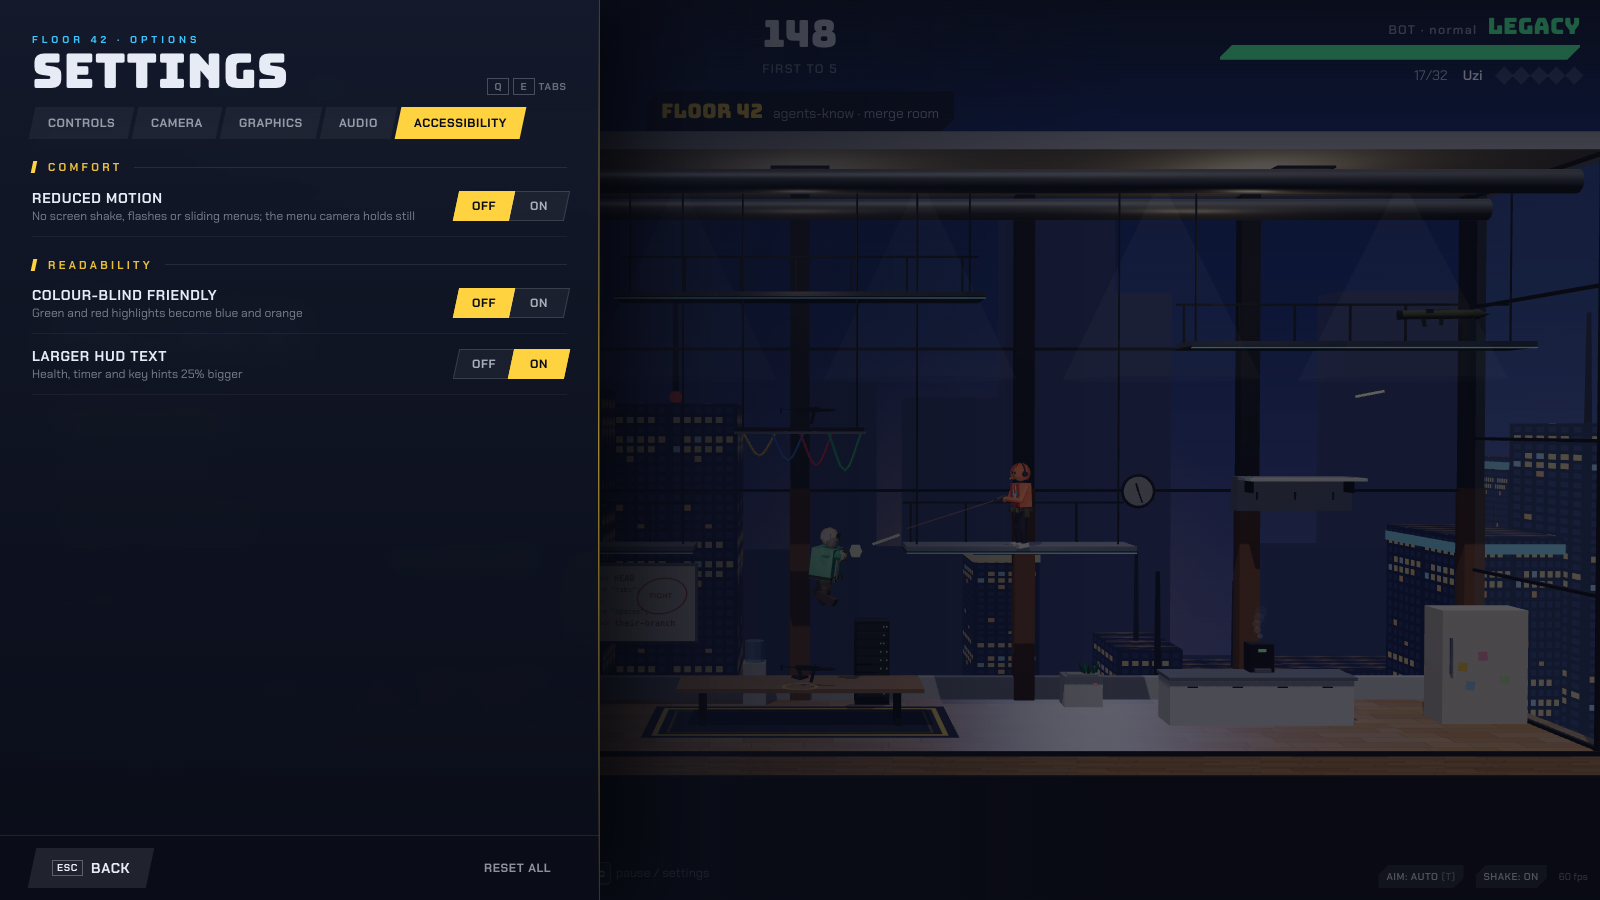 FLOOR 42 · OPTIONS
SETTINGS
Q E TABS
CONTROLS CAMERA GRAPHICS AUDIO ACCESSIBILITY
COMFORT
REDUCED MOTION
No screen shake, flashes or sliding menus; the menu camera holds still
OFF ON
READABILITY
COLOUR-BLIND FRIENDLY
Green and red highlights become blue and orange
OFF ON
LARGER HUD TEXT
Health, timer and key hints 25% bigger
OFF ON
ESC BACK
RESET ALL
148
FIRST TO 5
BOT · normal LEGACY
17/32 Uzi
FLOOR 42 agents-know · merge room
FIGHT
pause / settings
AIM: AUTO [T]
SHAKE: ON
60 fps